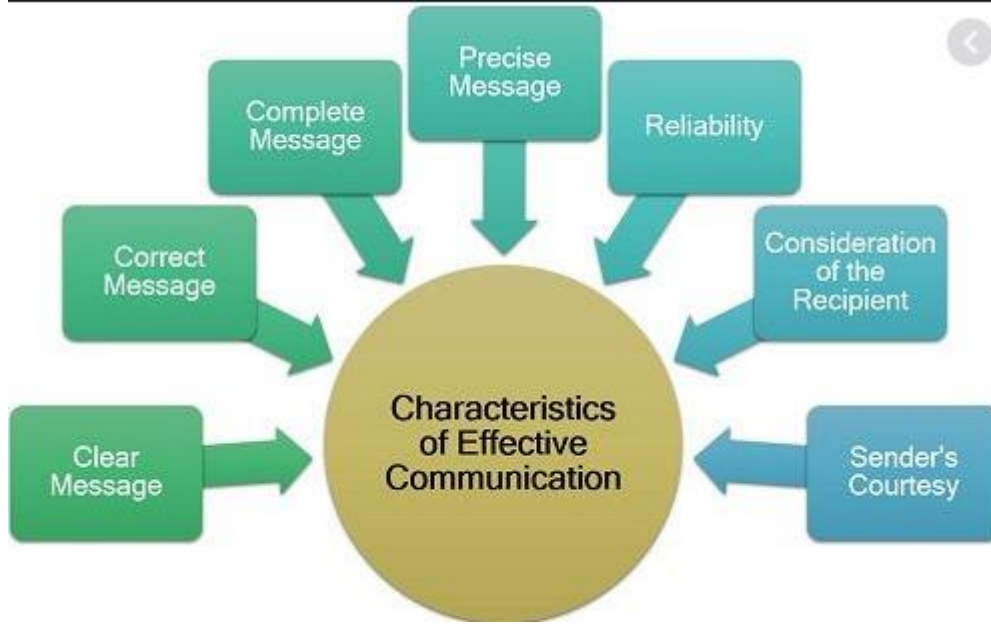 Clear
Message
Correct
Message
Complete
Message
Precise
Message
Reliability
Consideration
of the
Recipient
Sender's
Courtesy
Characteristics
of Effective
Communication